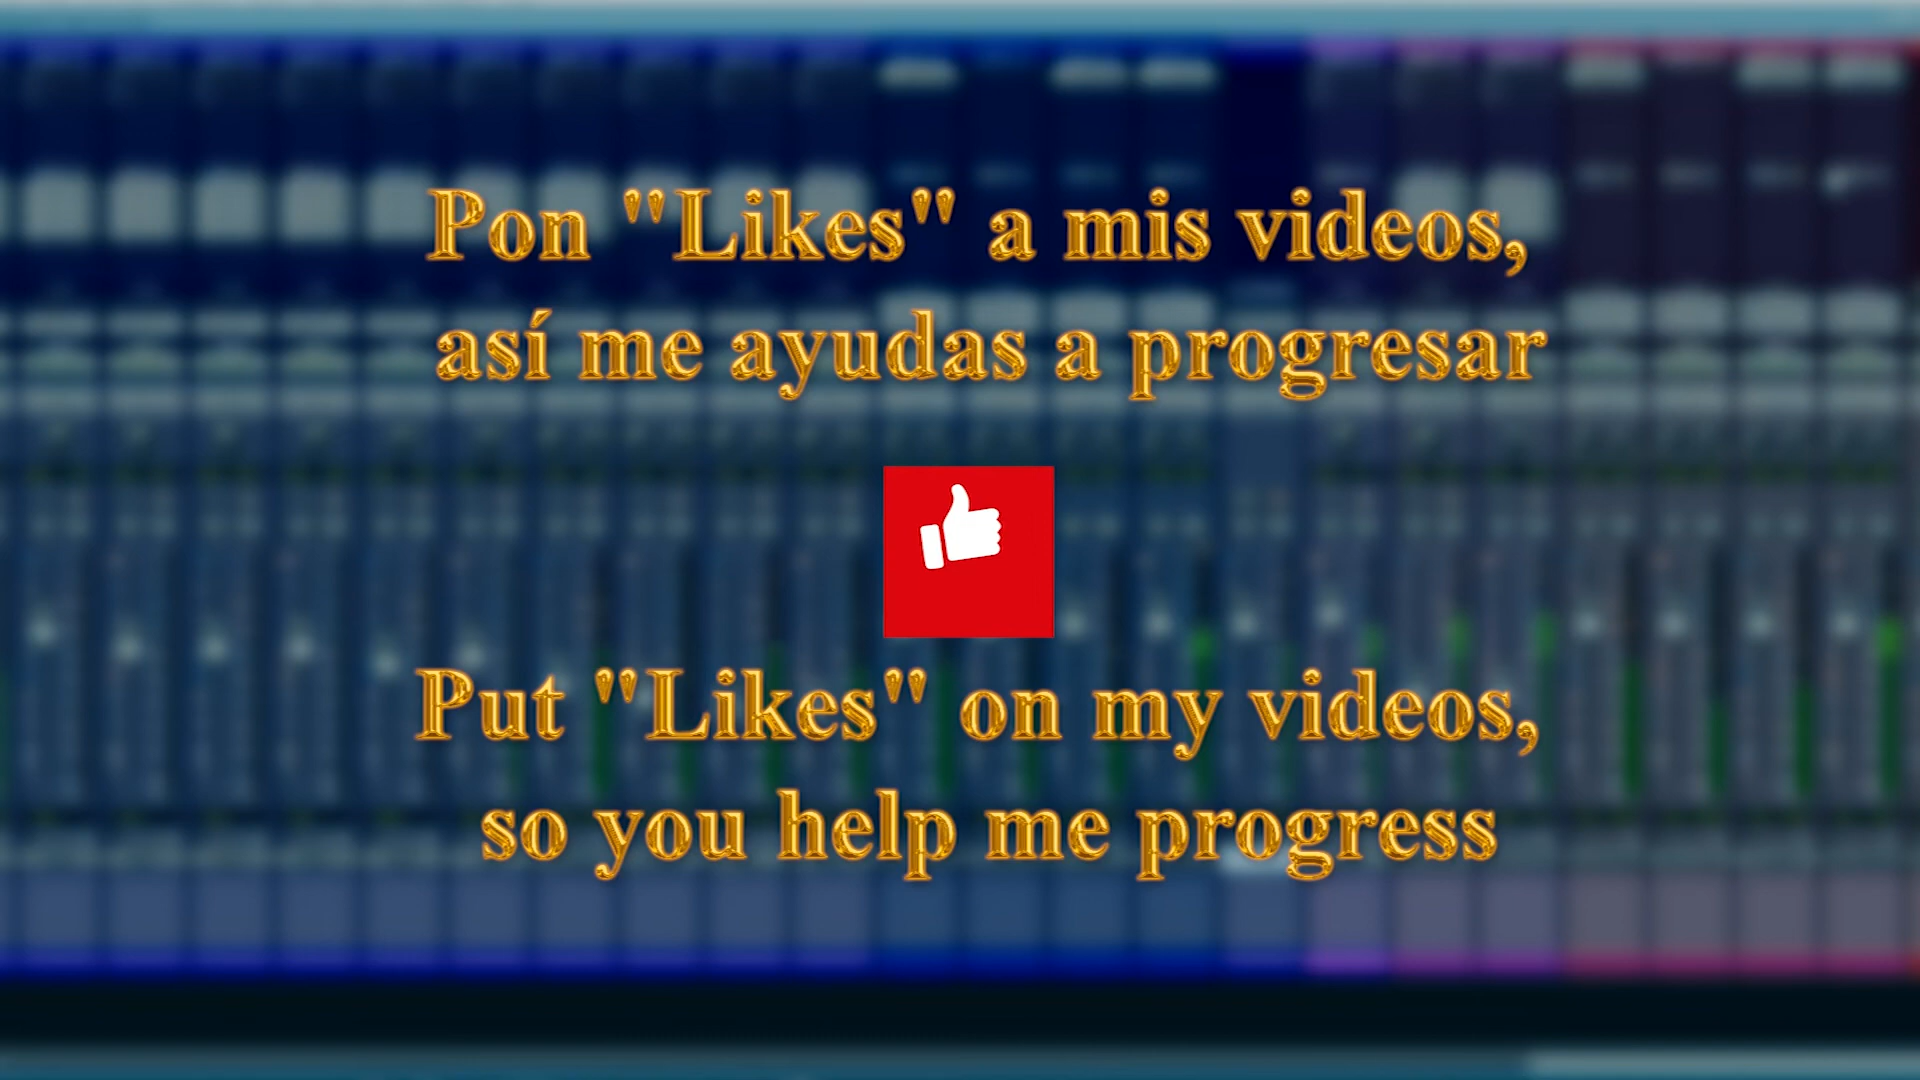 Pon "Likes" a mis videos,
así me ayudas a progresar
Put "Likes" on my videos,
so you help me progress